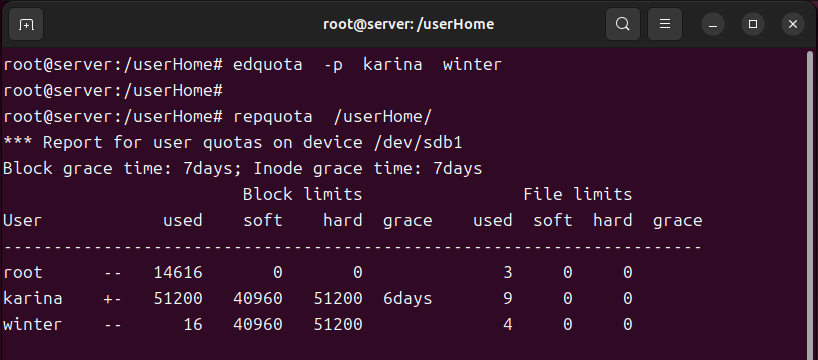 root@server: /userHome
root@server:/userHome# edquota  -p  karina  winter
root@server:/userHome#
root@server:/userHome# repquota  /userHome/
*** Report for user quotas on device /dev/sdb1
Block grace time: 7days; Inode grace time: 7days
                        Block limits                File limits
User            used    soft    hard  grace    used  soft  hard  grace
----------------------------------------------------------------------
root      --   14616       0       0              3     0     0
karina    +-   51200   40960   51200  6days       9     0     0
winter    --      16   40960   51200              4     0     0